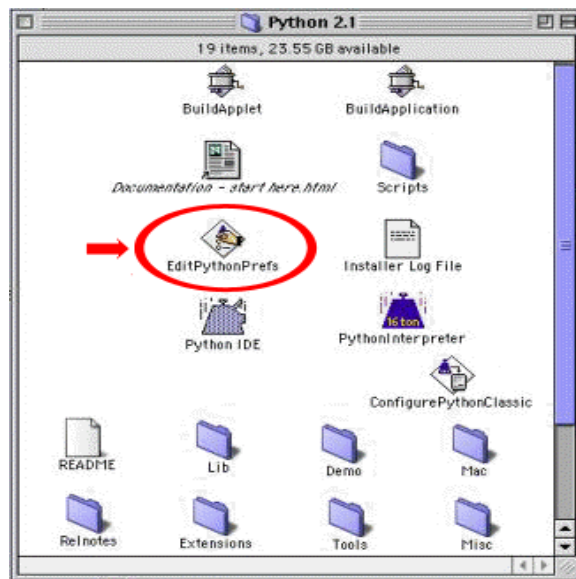 Python 2.1
19 items, 23.55 GB available
BuildApplet
BuildApplication
Documentation - start here.html
Scripts
EditPythonPrefs
Installer Log File
16 ton
Python IDE
PythonInterpreter
ConfigurePythonClassic
README
Lib
Demo
Mac
Relnotes
Extensions
Tools
Misc